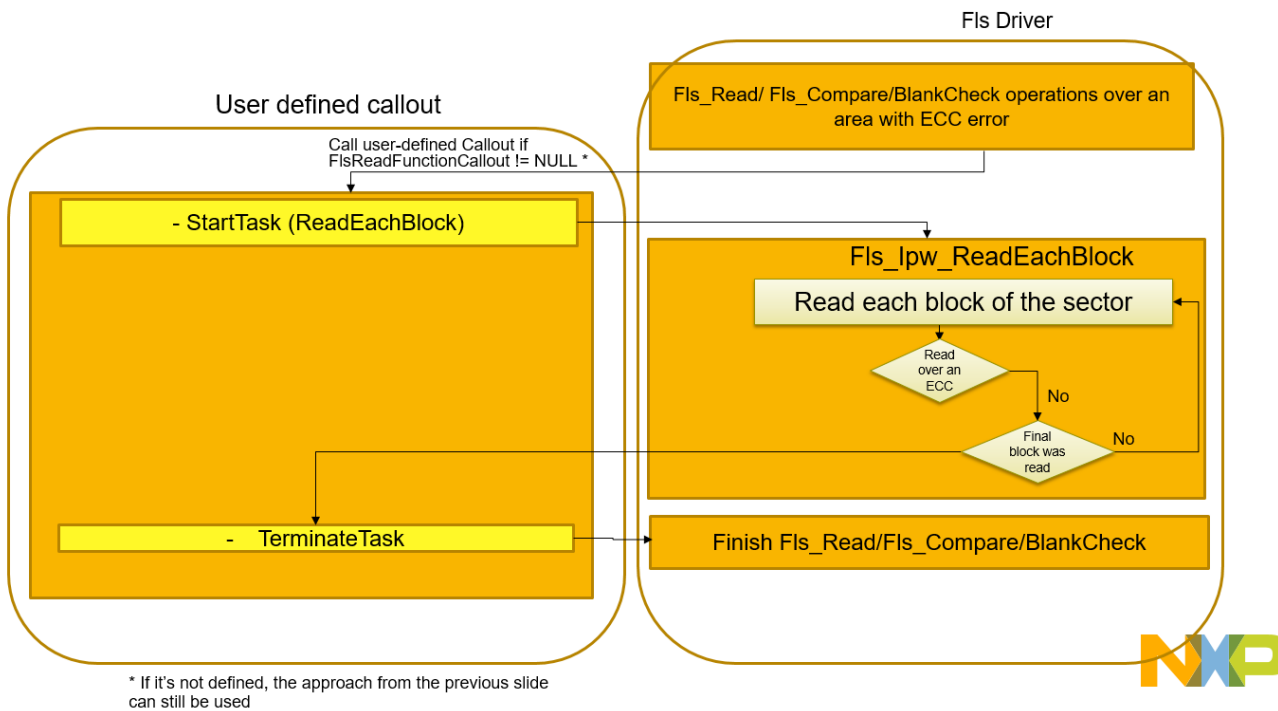 Fls Driver
Fls_Read/ Fls_Compare/BlankCheck operations over an
area with ECC error
User defined callout
Call user-defined Callout if
FlsReadFunctionCallout != NULL *
- StartTask (ReadEachBlock)
Fls_Ipw_ReadEachBlock
Read each block of the sector
Read
over an
ECC
No
Final
block was
read
No
- TerminateTask
Finish Fls_Read/Fls_Compare/BlankCheck
NXP
* If it's not defined, the approach from the previous slide
can still be used